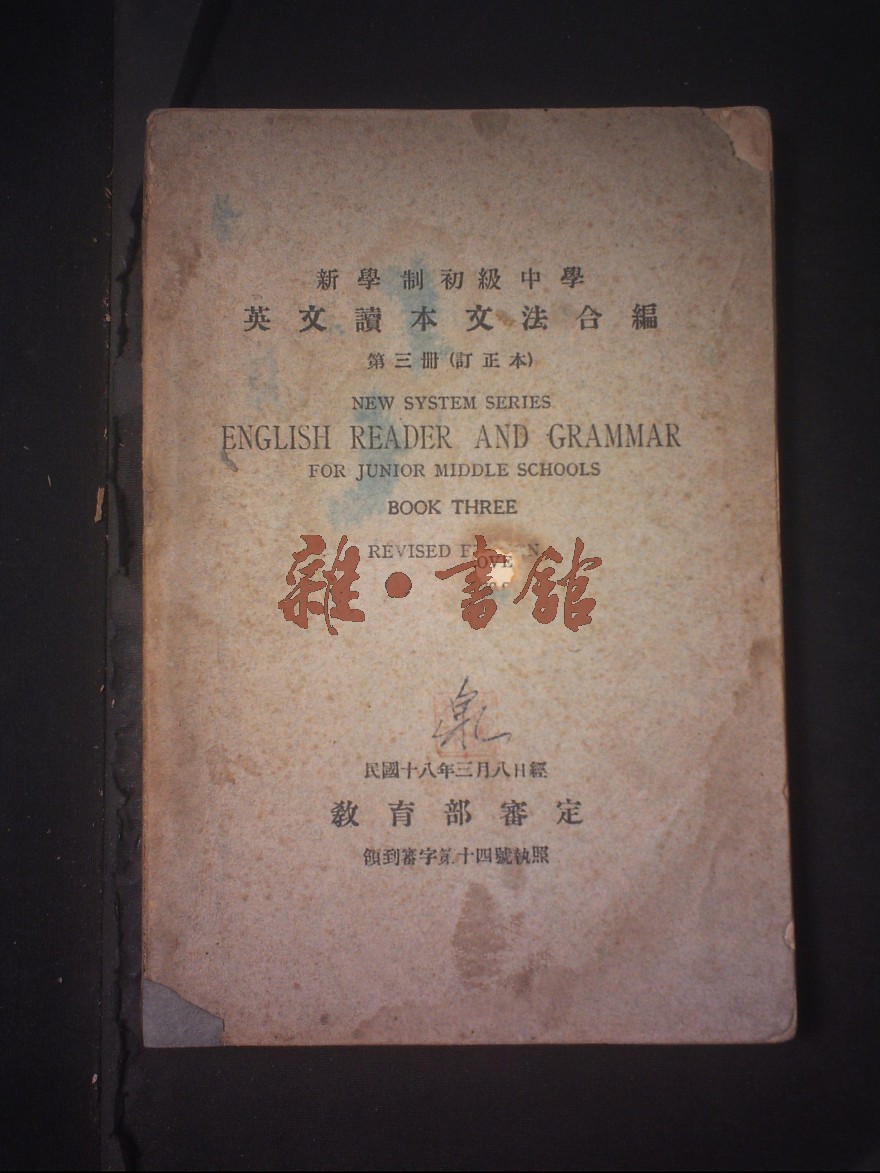 新學制初級中學
英文讀本文法合編
第三冊(訂正本)
NEW SYSTEM SERIES
ENGLISH READER AND GRAMMAR
FOR JUNIOR MIDDLE SCHOOLS
BOOK THREE
REVISED
OVE
雜·書館
民國十八年三月八日經
教育部審定
領到審字第十四號執照